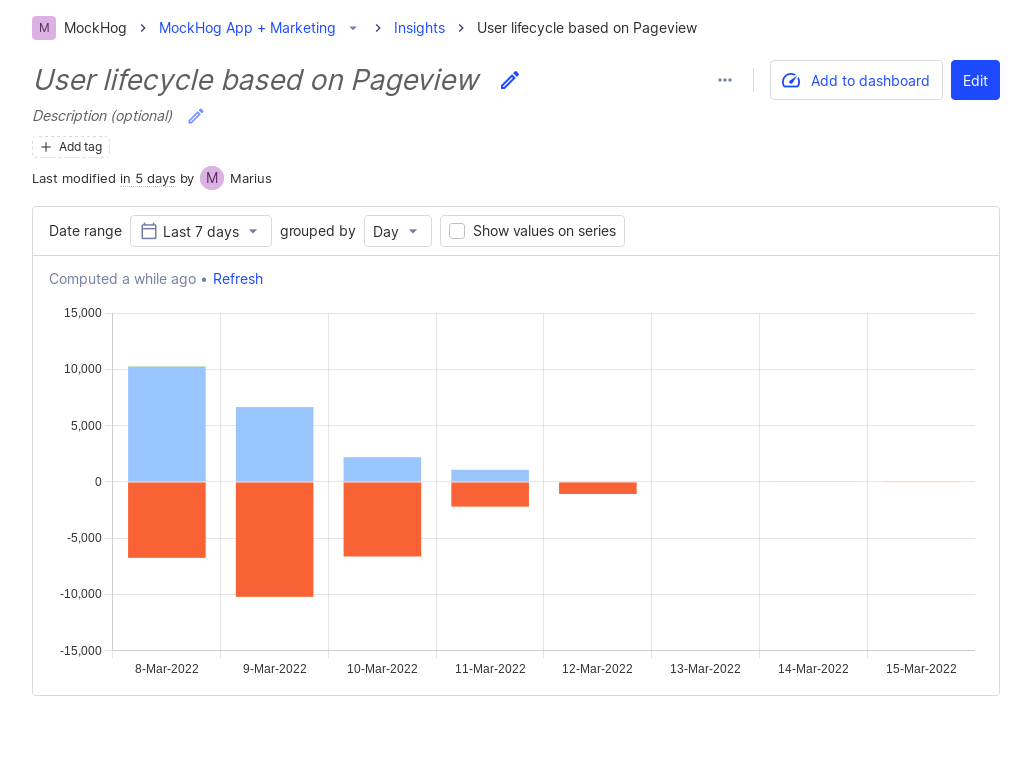 M MockHog MockHog App + Marketing Insights User lifecycle based on Pageview
User lifecycle based on Pageview
Add to dashboard Edit
Description (optional)
Add tag
Last modified in 5 days by M Marius
Date range Last 7 days grouped by Day Show values on series
Computed a while ago • Refresh
15,000
10,000
5,000
0
-5,000
-10,000
-15,000
8-Mar-2022 9-Mar-2022 10-Mar-2022 11-Mar-2022 12-Mar-2022 13-Mar-2022 14-Mar-2022 15-Mar-2022